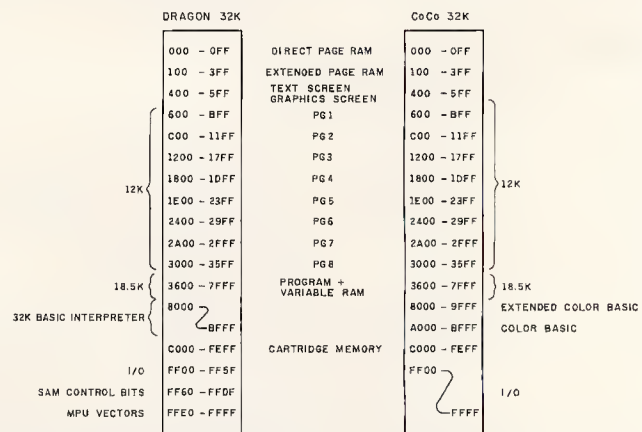 DRAGON 32K CoCo 32K
000 - 0FF DIRECT PAGE RAM 000 - 0FF
100 - 3FF EXTENDED PAGE RAM 100 - 3FF
400 - 5FF TEXT SCREEN GRAPHICS SCREEN 400 - 5FF
600 - BFF PG1 600 - BFF
C00 - 11FF PG2 C00 - 11FF
1200 - 17FF PG3 1200 - 17FF
1800 - 1DFF PG4 1800 - 1DFF
12K 1E00 - 23FF PG5 1E00 - 23FF 12K
2400 - 29FF PG6 2400 - 29FF
2A00 - 2FFF PG7 2A00 - 2FFF
3000 - 35FF PG8 3000 - 35FF
18.5K 3600 - 7FFF PROGRAM + VARIABLE RAM 3600 - 7FFF 18.5K
32K BASIC INTERPRETER 8000 8000 - 9FFF EXTENDED COLOR BASIC
BFFF A000 - BFFF COLOR BASIC
C000 - FEFF CARTRIDGE MEMORY C000 - FEFF
I/O FF00 - FF5F FF00
SAM CONTROL BITS FF60 - FFDF I/O
MPU VECTORS FFE0 - FFFF FFFF